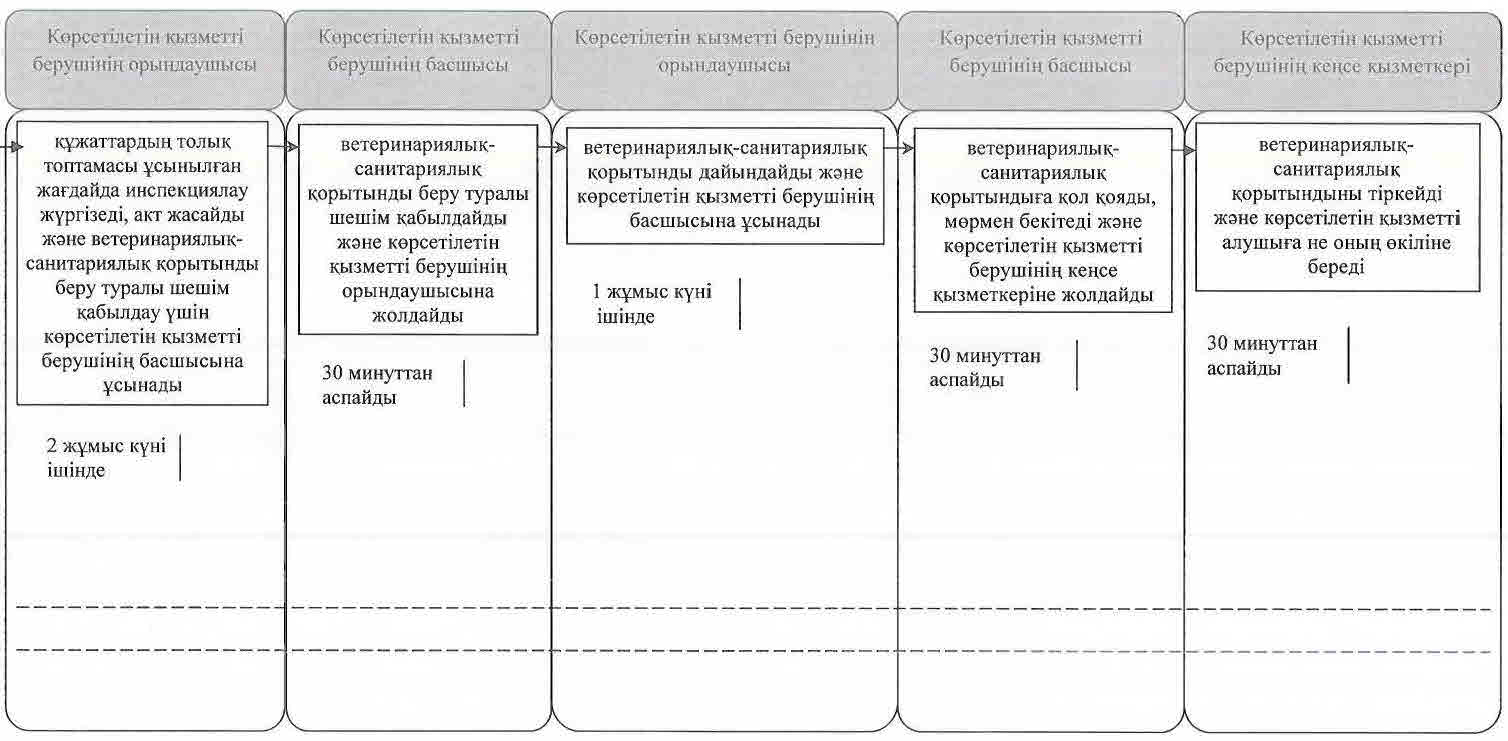 Көрсетілетін қызметті
берушінің орындаушысы
Көрсетілетін қызметті
берушінің басшысы
Көрсетілетін қызметті берушінің
орындаушысы
Көрсетілетін қызметті
берушінің басшысы
Көрсетілетін қызметті
берушінің кеңсе қызметкері
құжаттардың толық
топтамасы ұсынылған
жағдайда инспекциялау
жүргізеді, акт жасайды
және ветеринариялық-
санитариялық қорытынды
беру туралы шешім
қабылдау үшін
көрсетілетін қызметті
берушінің басшысына
ұсынады
2 жұмыс күні
ішінде
ветеринариялық-
санитариялық
қорытынды беру туралы
шешім қабылдайды
және көрсетілетін
қызметті берушінің
орындаушысына
жолдайды
30 минуттан
аспайды
ветеринариялық-санитариялық
қорытынды дайындайды және
көрсетілетін қызметті берушінің
басшысына ұсынады
1 жұмыс күні
ішінде
ветеринариялық-
санитариялық
қорытындыға қол қояды,
мөрмен бекітеді және
көрсетілетін қызметті
берушінің кеңсе
қызметкеріне жолдайды
30 минуттан
аспайды
ветеринариялық-
санитариялық
қорытындыны тіркейді
және көрсетілетін қызметті
алушыға не оның өкіліне
береді
30 минуттан
аспайды